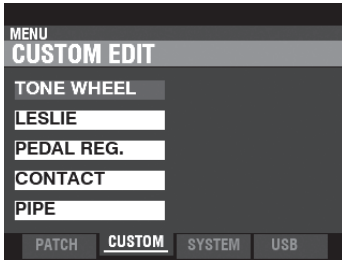 MENU
CUSTOM EDIT
TONE WHEEL
LESLIE
PEDAL REG.
CONTACT
PIPE
PATCH CUSTOM SYSTEM USB